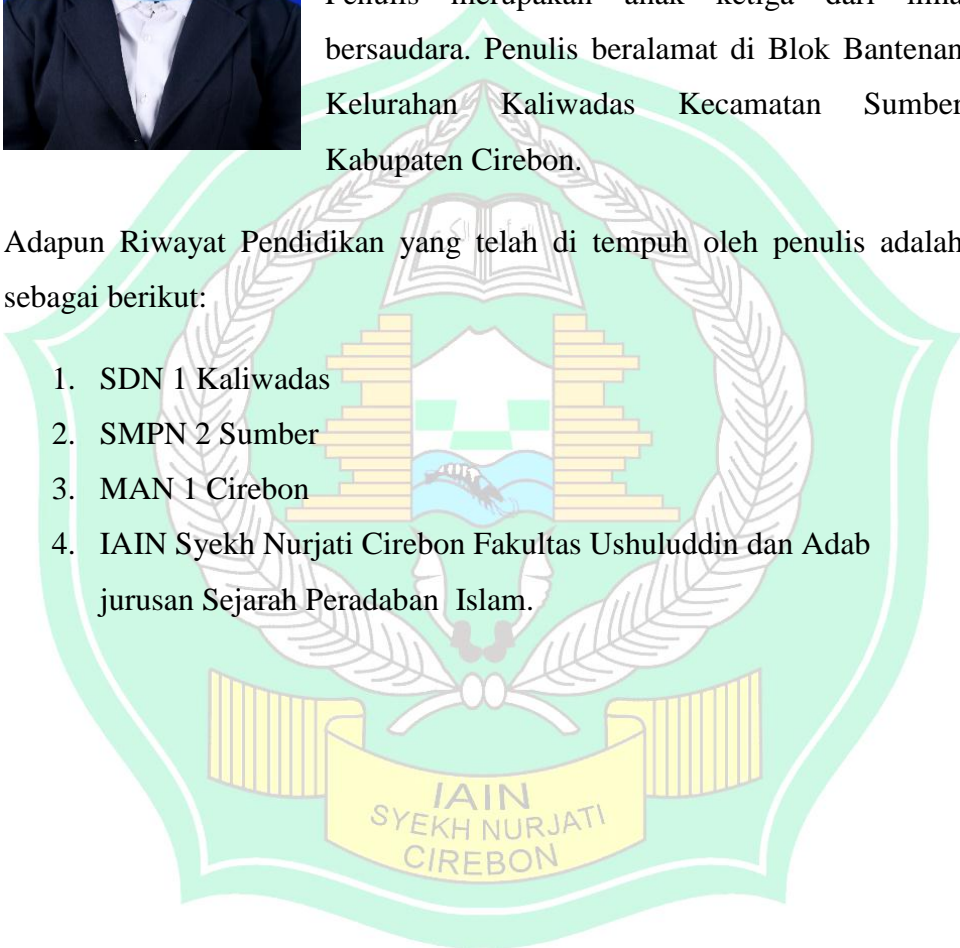 Penulis merupakan anak ketiga dari lima
bersaudara. Penulis beralamat di Blok Bantenan
Kelurahan Kaliwadas Kecamatan Sumber
Kabupaten Cirebon.
Adapun Riwayat Pendidikan yang telah di tempuh oleh penulis adalah
sebagai berikut:
1. SDN 1 Kaliwadas
2. SMPN 2 Sumber
3. MAN 1 Cirebon
4. IAIN Syekh Nurjati Cirebon Fakultas Ushuluddin dan Adab
jurusan Sejarah Peradaban Islam.
IAIN
SYEKH NURJATI
CIREBON